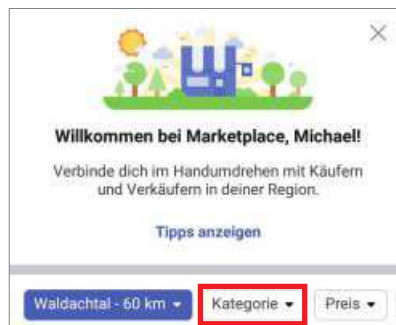 Willkommen bei Marketplace, Michael!
Verbinde dich im Handumdrehen mit Käufern
und Verkäufern in deiner Region.
Tipps anzeigen
Waldachtal - 60 km
Kategorie
Preis